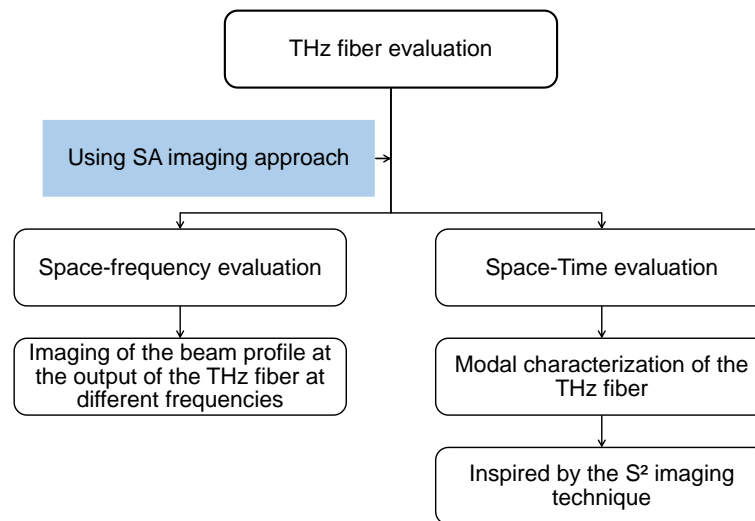 THz fiber evaluation
Using SA imaging approach
Space-frequency evaluation
Space-Time evaluation
Imaging of the beam profile at
the output of the THz fiber at
different frequencies
Modal characterization of the
THz fiber
Inspired by the S² imaging
technique